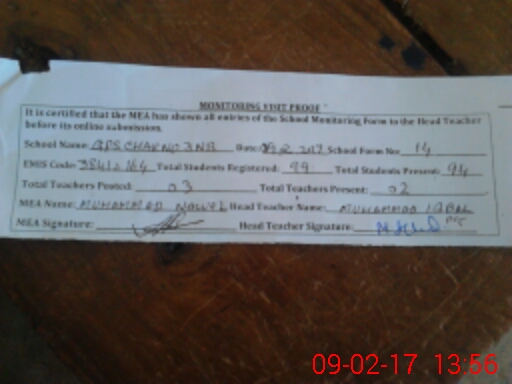 MONITORING VISIT PROOF
It is certified that the MEA has shown all entries of the School Monitoring Form to the Head Teacher
before its online submission.
School Name: GPS CHAK NO 3 NB Date: 09 2 2017 School Form No: 14
EMIS Code: 38412164 Total Students Registered: 99 Total Students Present: 94
Total Teachers Posted: 03 Total Teachers Present: 02
MEA Name: MUHAMMAD Head Teacher Name: MUHAMMAD IQBAL
MEA Signature: Head Teacher Signature:
09-02-17 13:56